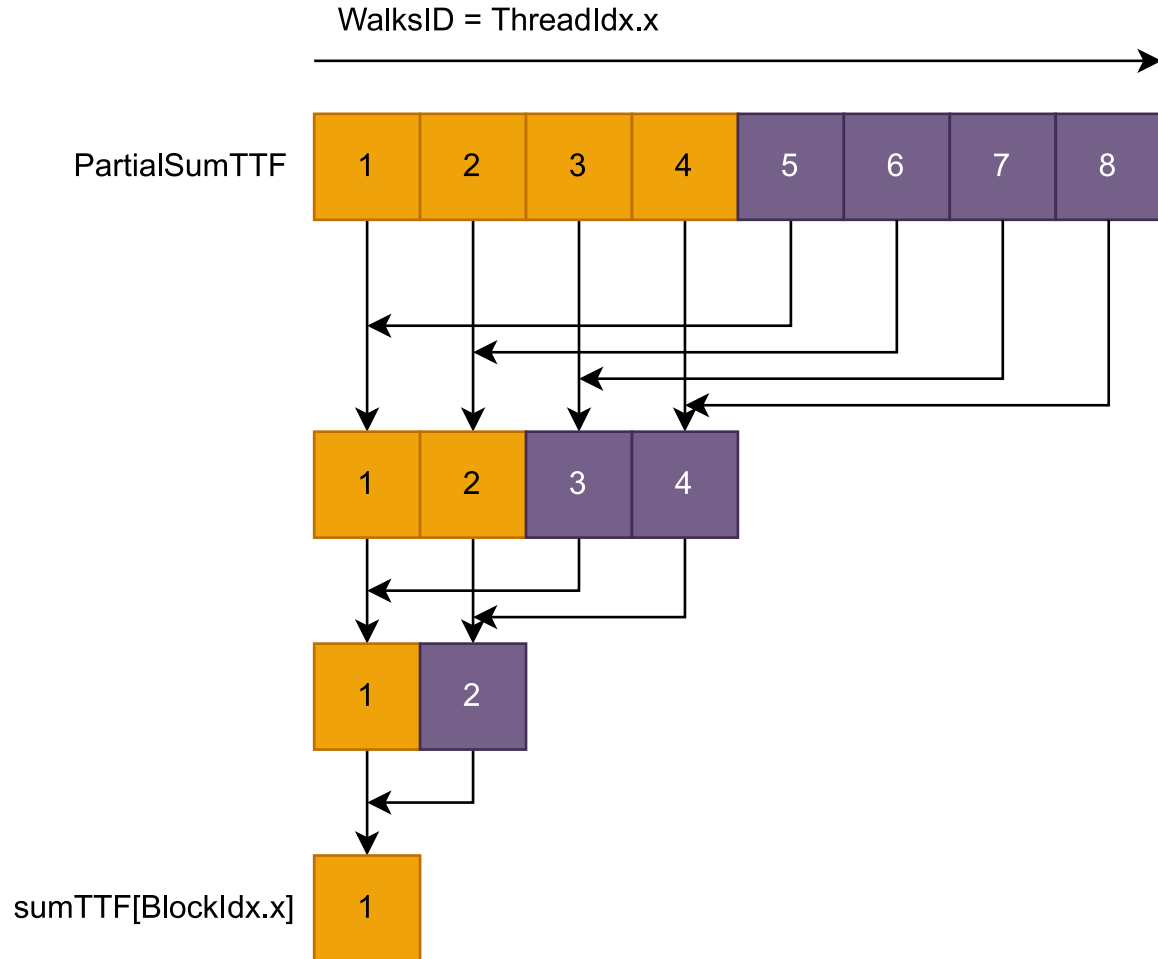 WalksID = ThreadIdx.x
PartialSumTTF 1 2 3 4 5 6 7 8
1 2 3 4
1 2
sumTTF[BlockIdx.x] 1